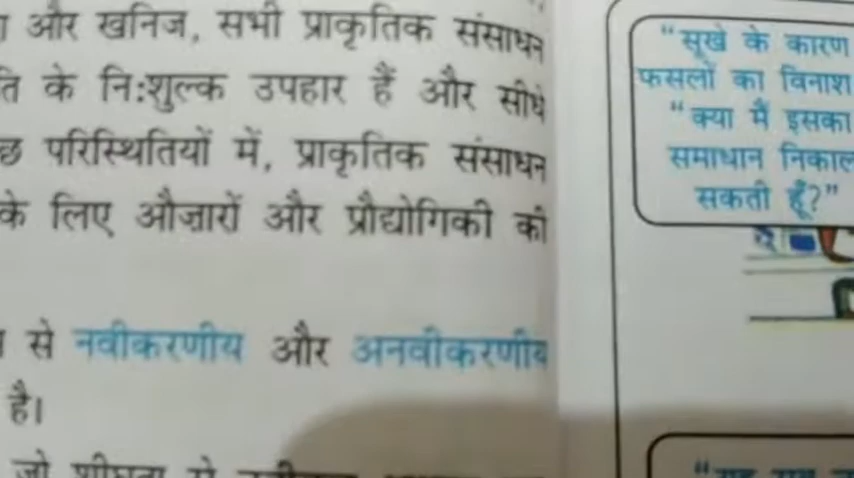 और खनिज, सभी प्राकृतिक संसाधन
के नि:शुल्क उपहार हैं और सीधे
परिस्थितियों में, प्राकृतिक संसाधन
के लिए औज़ारों और प्रौद्योगिकी की
से नवीकरणीय और अनवीकरणीय
है।
जो शीघ्रता से
"सूखे के कारण
फसलों का विनाश
"क्या मैं इसका
समाधान निकाल
सकती हूँ?"